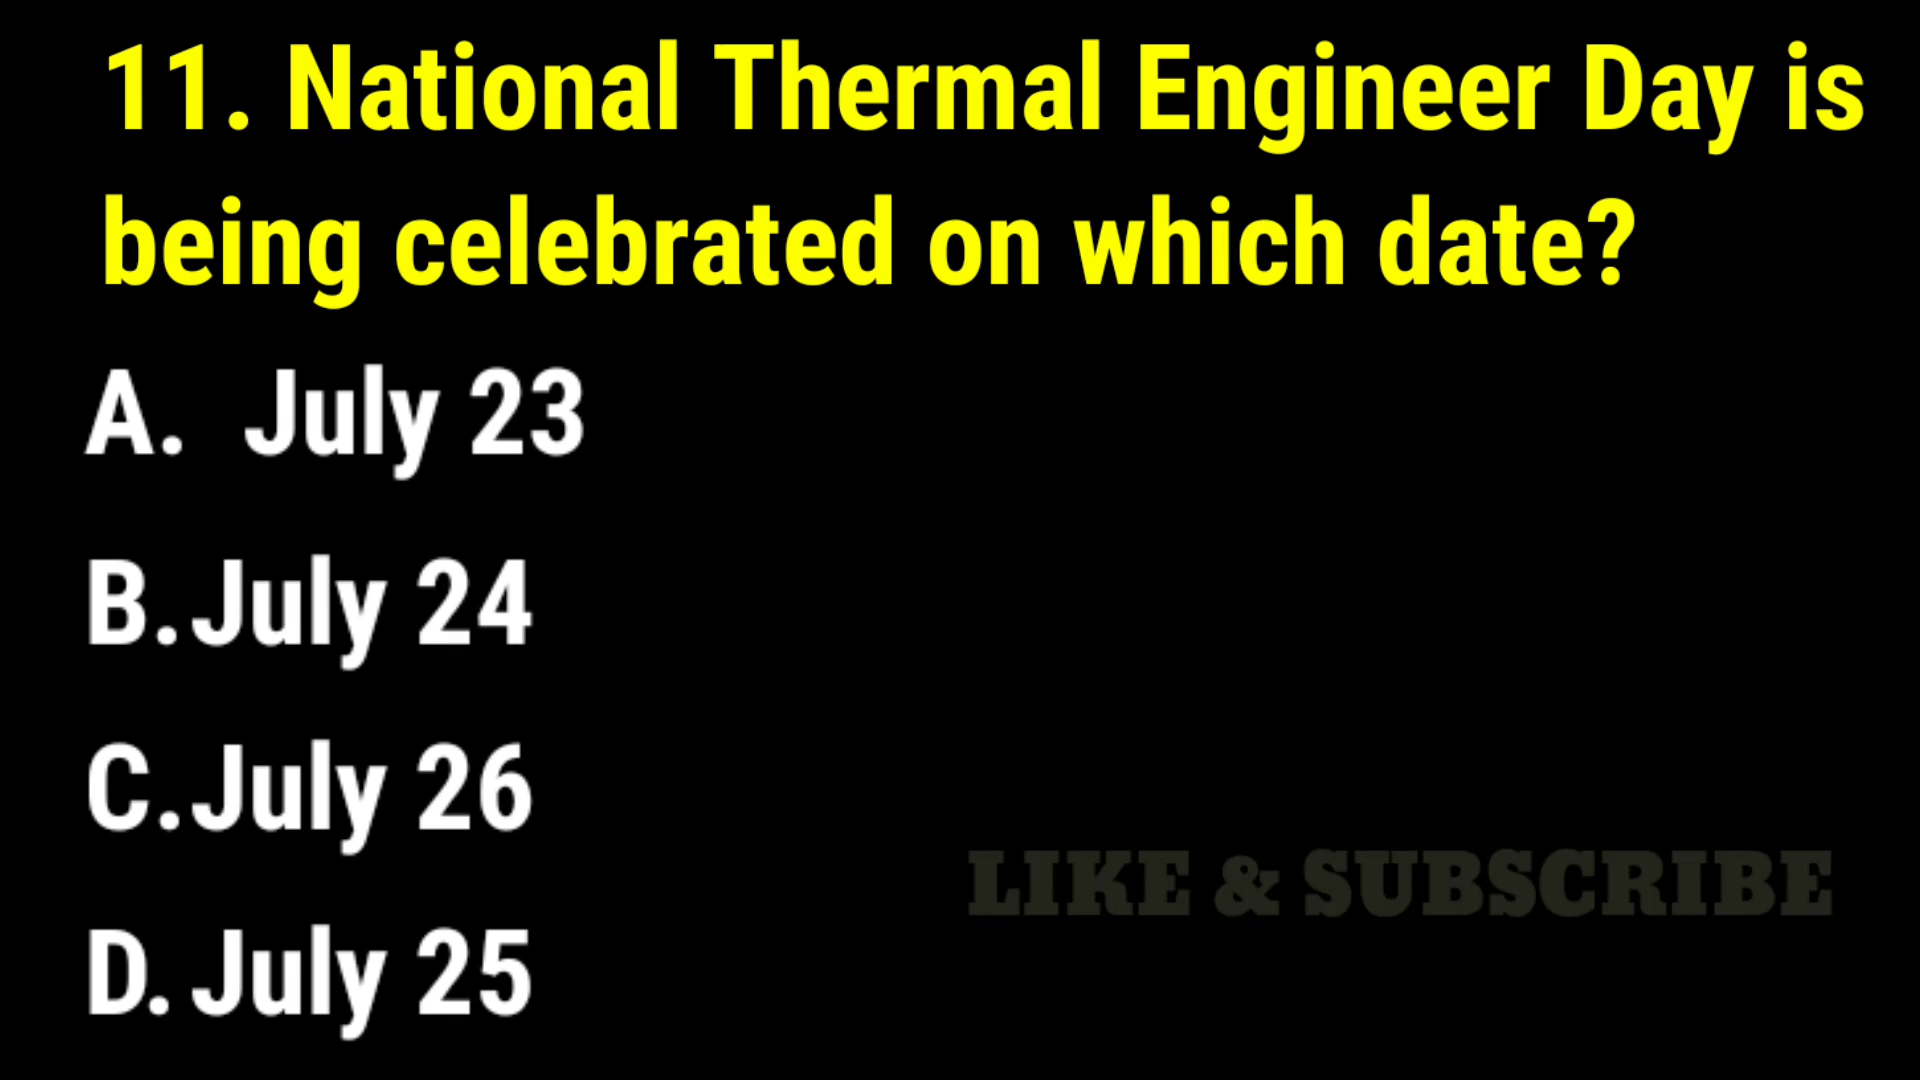 11. National Thermal Engineer Day is
being celebrated on which date?
A. July 23
B. July 24
C. July 26
LIKE & SUBSCRIBE
D. July 25